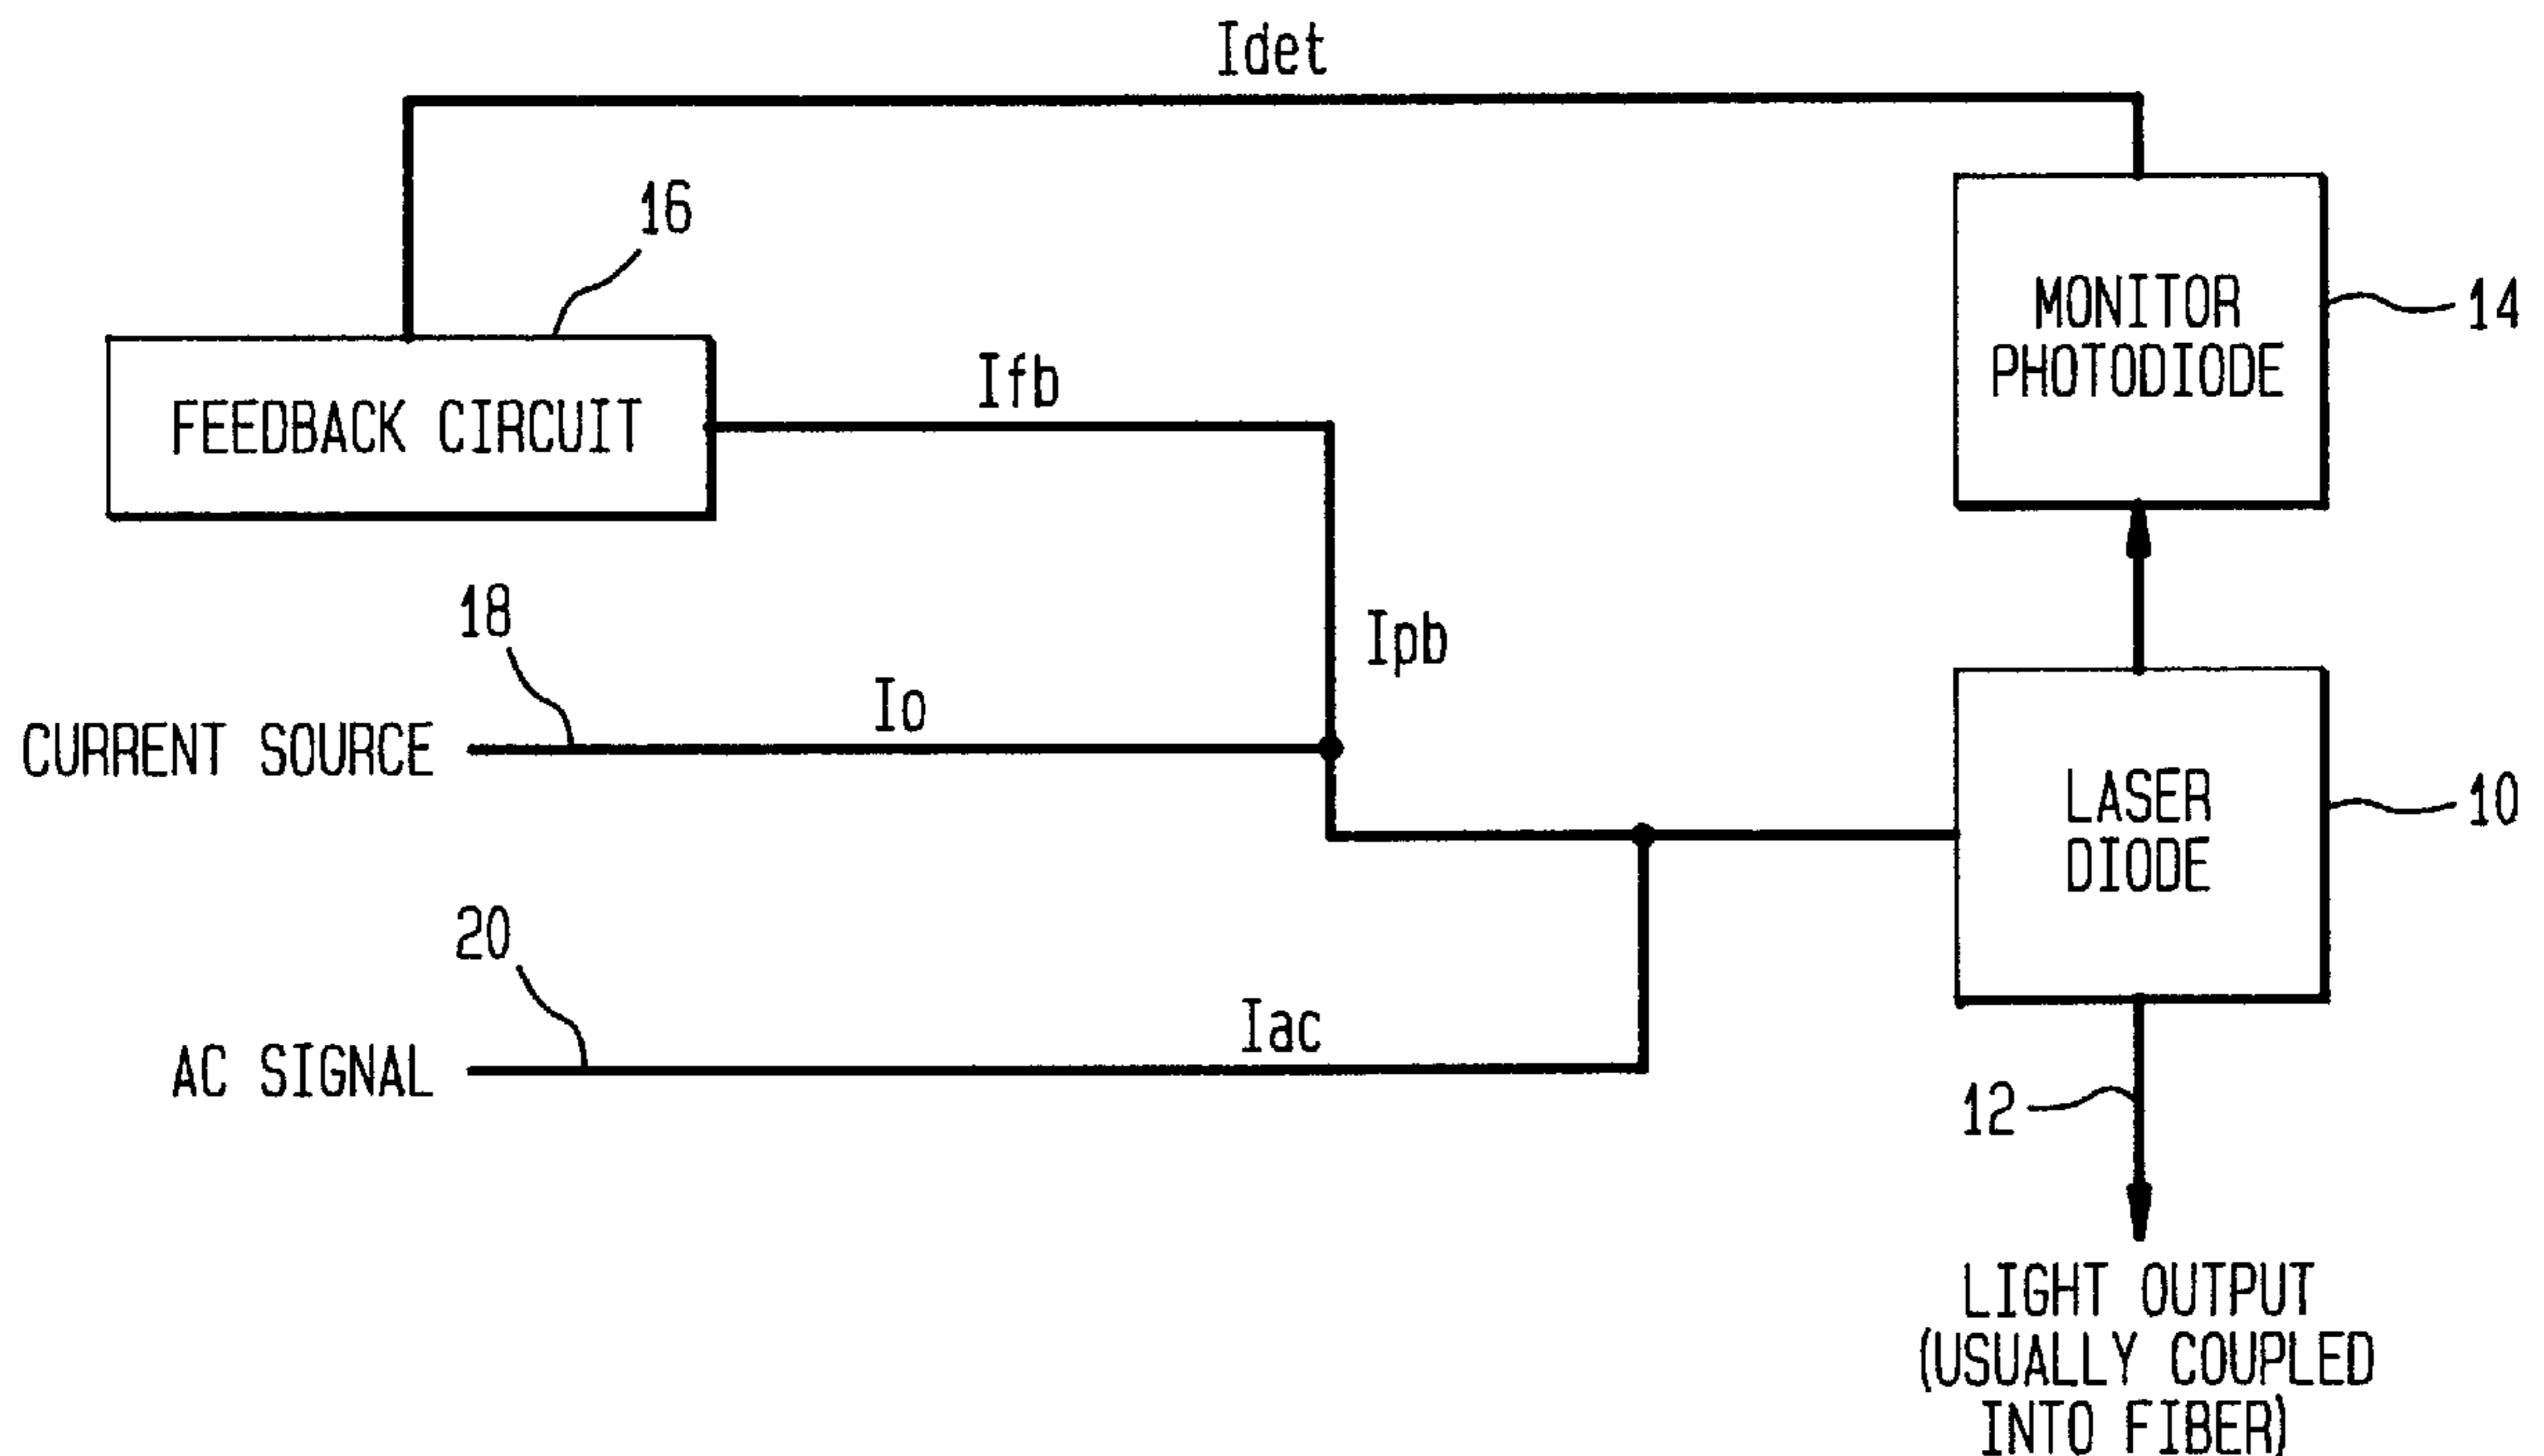 Idet
16
MONITOR
PHOTODIODE
14
FEEDBACK CIRCUIT
Ifb
18
Ipb
Io
CURRENT SOURCE
LASER
DIODE
10
20
Iac
AC SIGNAL
12
LIGHT OUTPUT
(USUALLY COUPLED
INTO FIBER)